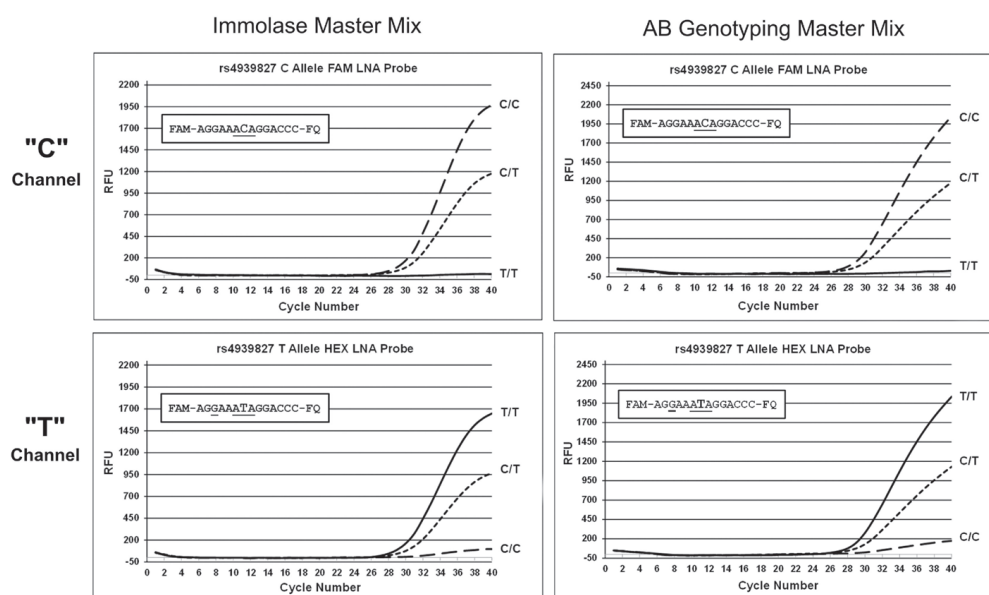 Immolase Master Mix
AB Genotyping Master Mix
"C"
Channel
rs4939827 C Allele FAM LNA Probe
2200
1950
1700
1450
1200
950
700
450
200
-50
RFU
FAM-AGGAAACAGGACCC-FQ
C/C
C/T
T/T
0 2 4 6 8 10 12 14 16 18 20 21 24 26 28 30 32 34 36 38 40
Cycle Number
rs4939827 C Allele FAM LNA Probe
2450
2200
1950
1700
1450
1200
950
700
450
200
-50
RFU
FAM-AGGAAACAGGACCC-FQ
C/C
C/T
T/T
0 2 4 6 8 10 12 14 16 18 20 22 24 26 28 30 32 34 36 38 40
Cycle Number
"T"
Channel
rs4939827 T Allele HEX LNA Probe
2200
1950
1700
1450
1200
950
700
450
200
-50
RFU
FAM-AGGAAATAGGACCC-FQ
T/T
C/T
C/C
0 2 4 6 8 10 12 14 16 18 20 21 24 26 28 30 32 34 36 38 40
Cycle Number
rs4939827 T Allele HEX LNA Probe
2450
2200
1950
1700
1450
1200
950
700
450
200
-50
RFU
FAM-AGGAAATAGGACCC-FQ
T/T
C/T
C/C
0 2 4 6 8 10 12 14 16 18 20 22 24 26 28 30 32 34 36 38 40
Cycle Number